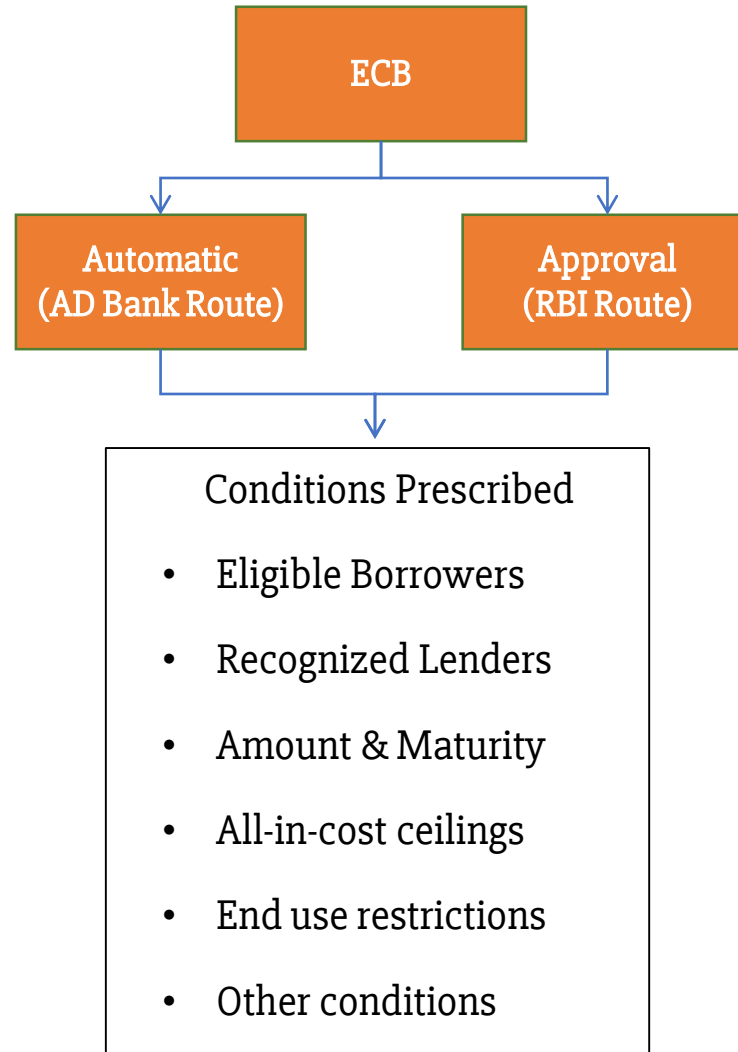 ECB
Automatic
(AD Bank Route)
Approval
(RBI Route)
Conditions Prescribed
• Eligible Borrowers
• Recognized Lenders
• Amount & Maturity
• All-in-cost ceilings
• End use restrictions
• Other conditions